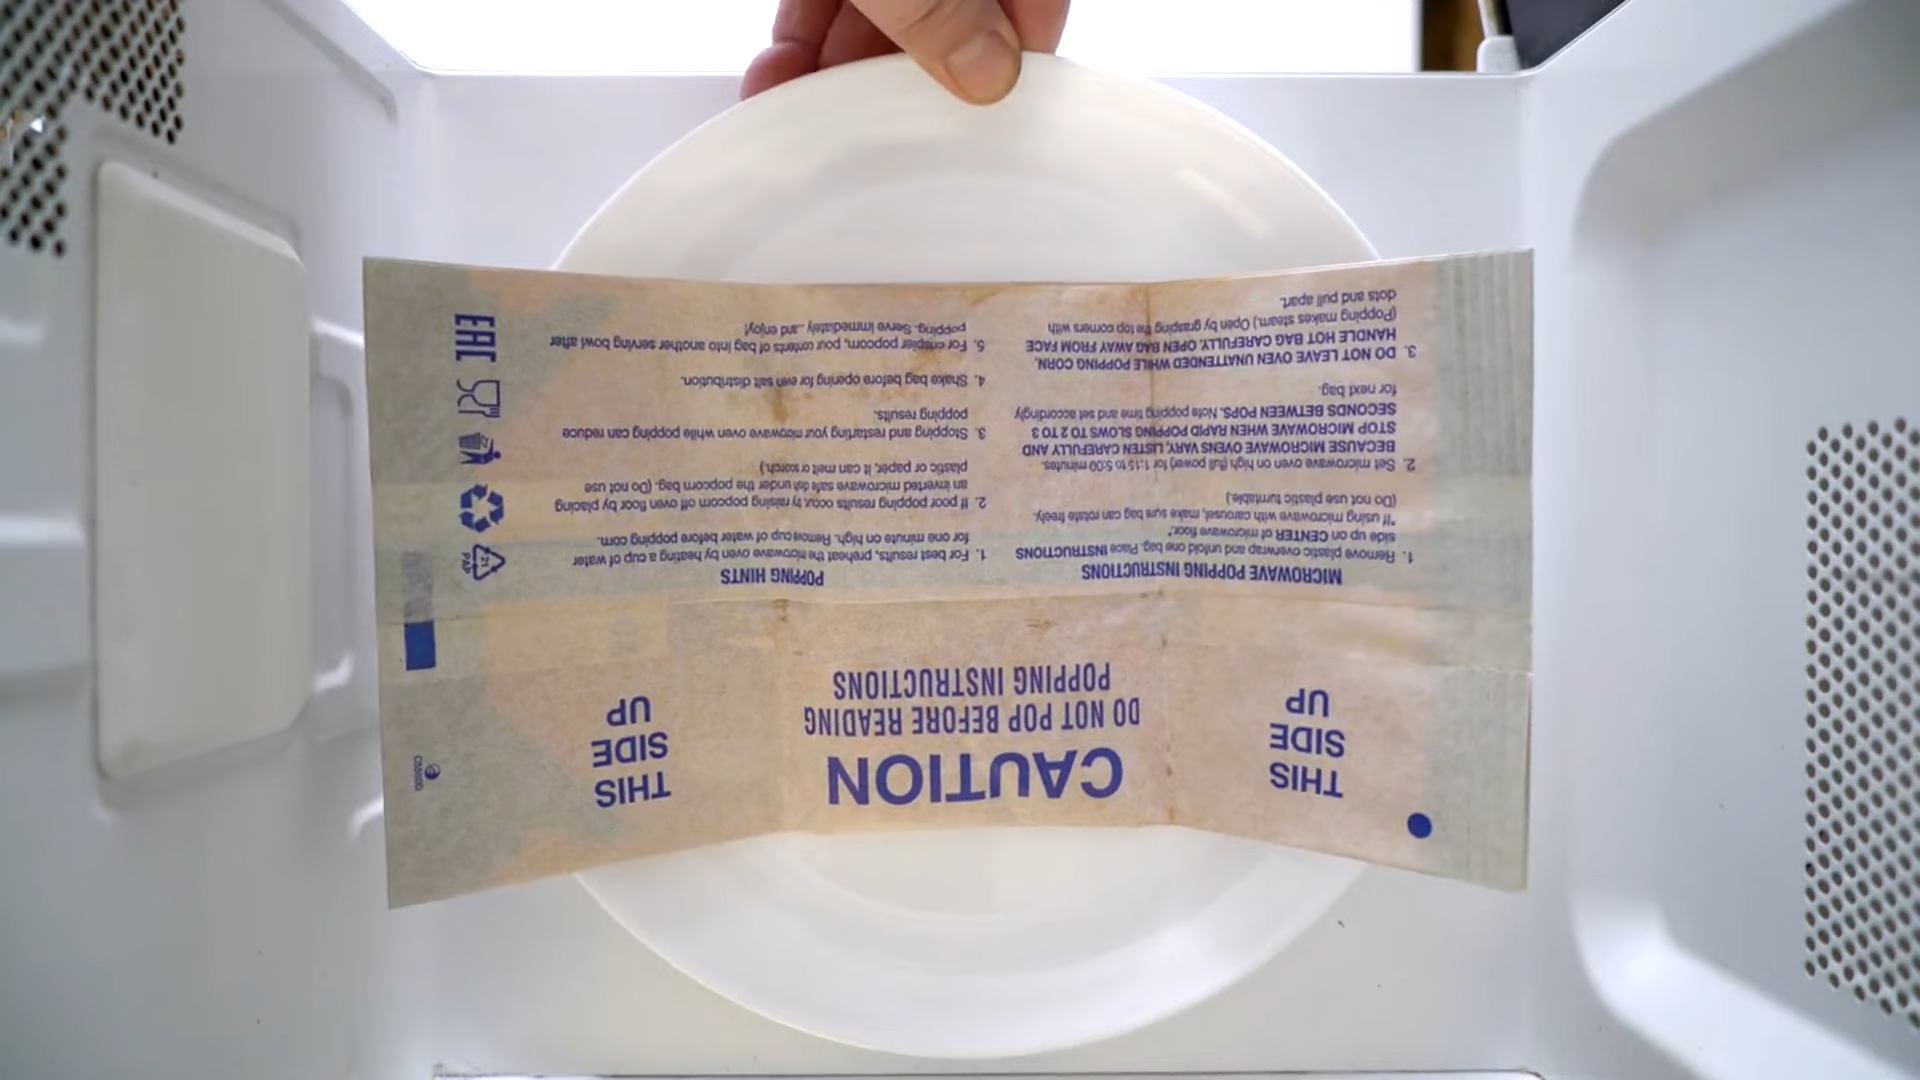 THIS
SIDE
UP
CAUTION
DO NOT POP BEFORE READING
POPPING INSTRUCTIONS
THIS
SIDE
UP
MICROWAVE POPPING INSTRUCTIONS
1. Remove plastic overwrap and unfold one bag. Place INSTRUCTIONS
side up on CENTER of microwave floor.*
*If using microwave with carousel, make sure bag can rotate freely.
(Do not use plastic turntable.)
2. Set microwave oven on high (full power) for 1:15 to 5:00 minutes.
BECAUSE MICROWAVE OVENS VARY, LISTEN CAREFULLY AND
STOP MICROWAVE WHEN RAPID POPPING SLOWS TO 2 TO 3
SECONDS BETWEEN POPS. Note popping time and set accordingly
for next bag.
3. DO NOT LEAVE OVEN UNATTENDED WHILE POPPING CORN.
HANDLE HOT BAG CAREFULLY. OPEN BAG AWAY FROM FACE
(Popping makes steam.) Open by grasping the top corners with
dots and pull apart.
POPPING HINTS
1. For best results, preheat the microwave oven by heating a cup of water
for one minute on high. Remove cup of water before popping corn.
2. If poor popping results occur, try raising popcorn off oven floor by placing
an inverted microwave safe dish under the popcorn bag. (Do not use
plastic or paper, it can melt or scorch.)
3. Stopping and restarting your microwave oven while popping can reduce
popping results.
4. Shake bag before opening for even salt distribution.
5. For crispier popcorn, pour contents of bag into another serving bowl after
popping. Serve immediately ...and enjoy!
21
PAP
EAC